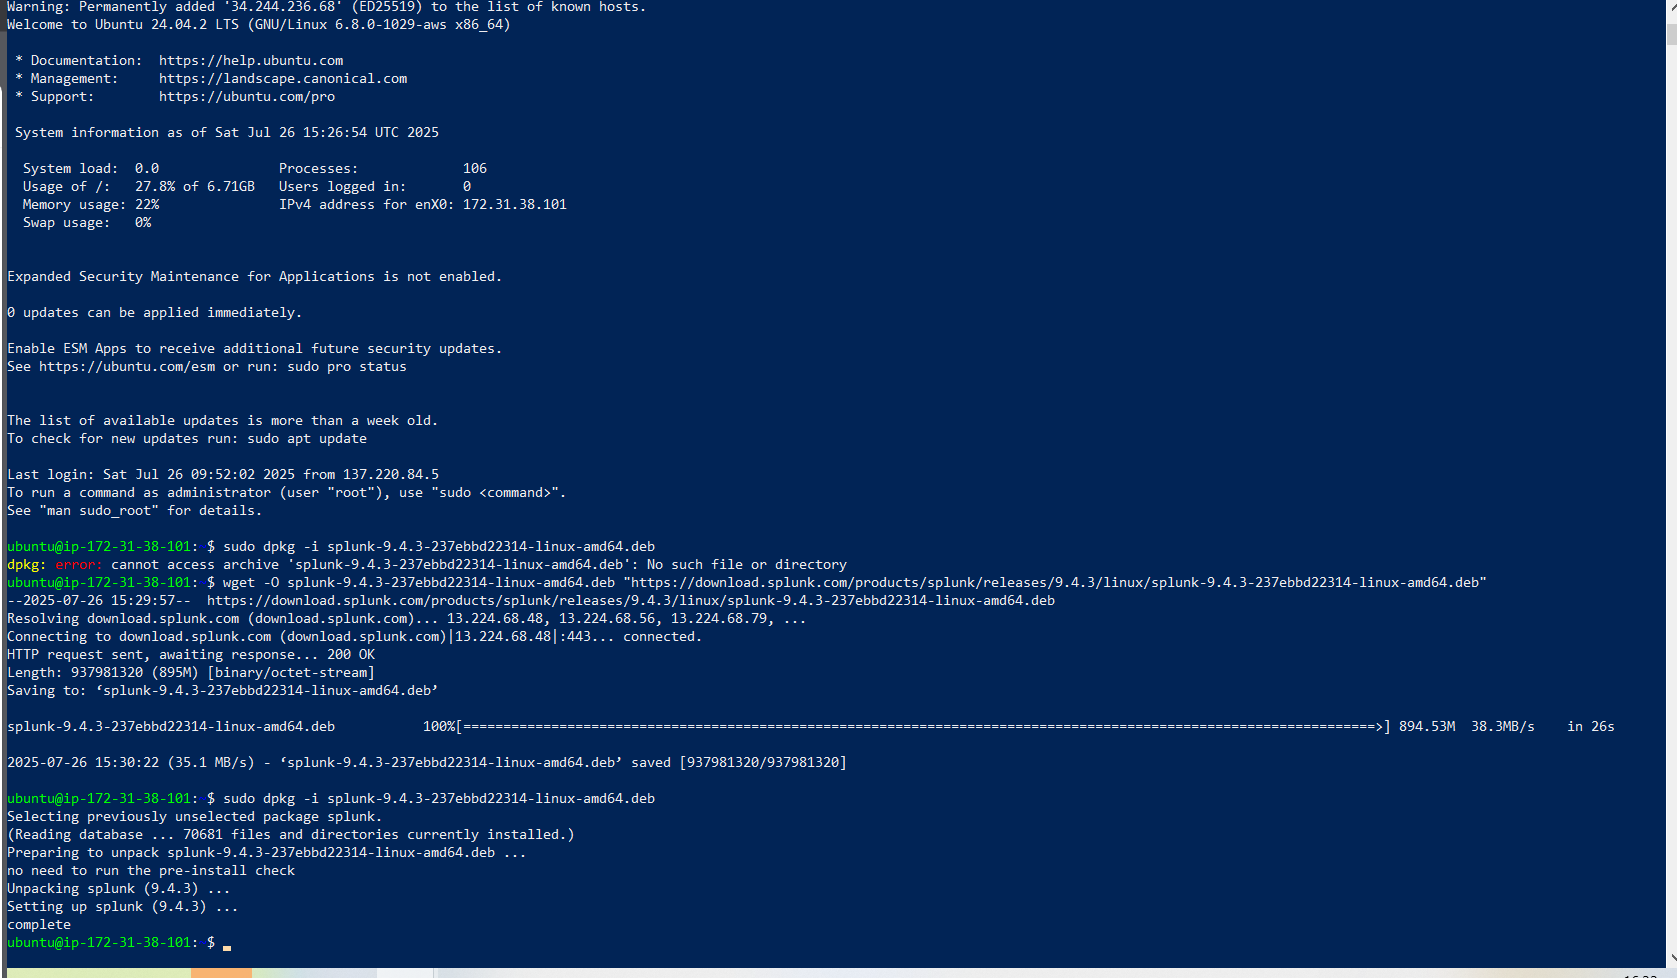 Warning: Permanently added '34.244.236.68' (ED25519) to the list of known hosts.
Welcome to Ubuntu 24.04.2 LTS (GNU/Linux 6.8.0-1029-aws x86_64)

 * Documentation:  https://help.ubuntu.com
 * Management:     https://landscape.canonical.com
 * Support:        https://ubuntu.com/pro

 System information as of Sat Jul 26 15:26:54 UTC 2025

  System load:  0.0               Processes:             106
  Usage of /:   27.8% of 6.71GB   Users logged in:       0
  Memory usage: 22%               IPv4 address for enX0: 172.31.38.101
  Swap usage:   0%


Expanded Security Maintenance for Applications is not enabled.

0 updates can be applied immediately.

Enable ESM Apps to receive additional future security updates.
See https://ubuntu.com/esm or run: sudo pro status


The list of available updates is more than a week old.
To check for new updates run: sudo apt update

Last login: Sat Jul 26 09:52:02 2025 from 137.220.84.5
To run a command as administrator (user "root"), use "sudo <command>".
See "man sudo_root" for details.

ubuntu@ip-172-31-38-101: $ sudo dpkg -i splunk-9.4.3-237ebbd22314-linux-amd64.deb
dpkg: error: cannot access archive 'splunk-9.4.3-237ebbd22314-linux-amd64.deb': No such file or directory
ubuntu@ip-172-31-38-101: $ wget -O splunk-9.4.3-237ebbd22314-linux-amd64.deb "https://download.splunk.com/products/splunk/releases/9.4.3/linux/splunk-9.4.3-237ebbd22314-linux-amd64.deb"
--2025-07-26 15:29:57--  https://download.splunk.com/products/splunk/releases/9.4.3/linux/splunk-9.4.3-237ebbd22314-linux-amd64.deb
Resolving download.splunk.com (download.splunk.com)... 13.224.68.48, 13.224.68.56, 13.224.68.79, ...
Connecting to download.splunk.com (download.splunk.com)|13.224.68.48|:443... connected.
HTTP request sent, awaiting response... 200 OK
Length: 937981320 (895M) [binary/octet-stream]
Saving to: ‘splunk-9.4.3-237ebbd22314-linux-amd64.deb’

splunk-9.4.3-237ebbd22314-linux-amd64.deb           100%[==================================================================================================================>] 894.53M  38.3MB/s    in 26s

2025-07-26 15:30:22 (35.1 MB/s) - ‘splunk-9.4.3-237ebbd22314-linux-amd64.deb’ saved [937981320/937981320]

ubuntu@ip-172-31-38-101: $ sudo dpkg -i splunk-9.4.3-237ebbd22314-linux-amd64.deb
Selecting previously unselected package splunk.
(Reading database ... 70681 files and directories currently installed.)
Preparing to unpack splunk-9.4.3-237ebbd22314-linux-amd64.deb ...
no need to run the pre-install check
Unpacking splunk (9.4.3) ...
Setting up splunk (9.4.3) ...
complete
ubuntu@ip-172-31-38-101: $